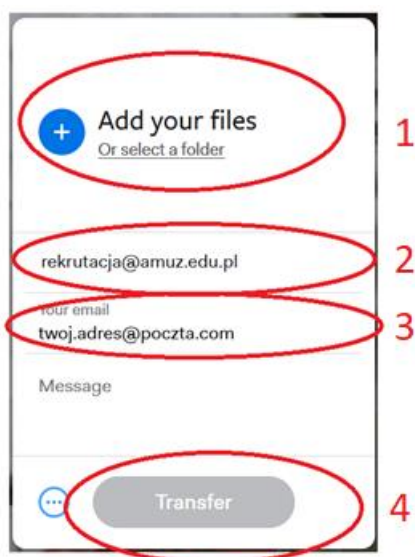 Add your files
Or select a folder
1
rekrutacja@amuz.edu.pl
2
Your email
twoj.adres@poczta.com
3
Message
Transfer
4